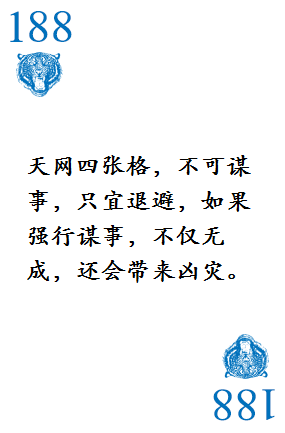 188
天网四张格，不可谋
事，只宜退避，如果
强行谋事，不仅无
成，还会带来凶灾。
188